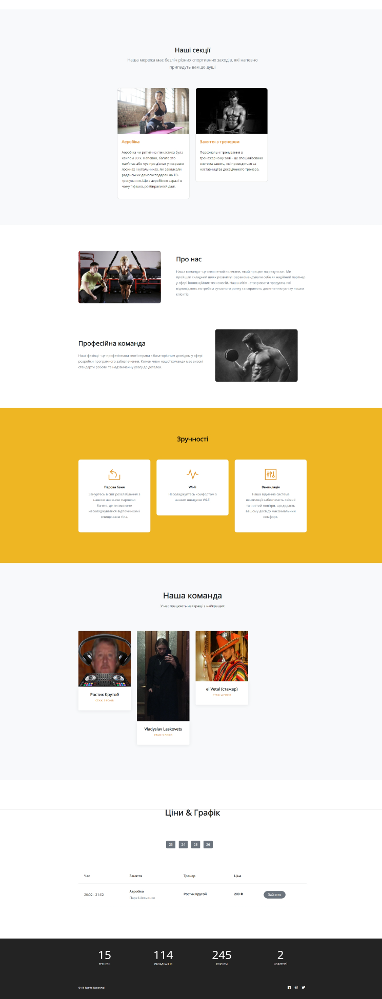 Наші секції
Наша мережа має безліч різних спортивних заходів, які напевно
припадуть вам до душі
Аеробіка
Аеробіка чи ритмічна гімнастика була
хайпом 80-х. Напевно, багато хто
пам'ятає або чув про дівчат у яскравих
лосинах і купальниках, які закликали
радянських домогосподарок на ТВ-
тренування. Що з аеробікою зараз і в
чому її фішка, розбираємося далі.
Заняття з тренером
Персональні тренування в
тренажерному залі – це спеціалізована
система занять, які проводяться за
наставництва досвідченого тренера.
Про нас
Наша команда - це сплочений колектив, який працює на результат. Ми
пройшли складний шлях розвитку і зарекомендували себе як надійний партнер
у сфері інноваційних технологій. Наша місія - створювати продукти, які
відповідають потребам сучасного ринку та сприяють досягненню успіху наших
клієнтів.
Професійна команда
Наші фахівці - це професіонали своєї справи з багаторічним досвідом у сфері
розробки програмного забезпечення. Кожен член нашої команди має високі
стандарти роботи та надзвичайну увагу до деталей.
Зручності
Парова баня
Зануртесь в світ розслаблення з
нашою наявною паровою
банею, де ви зможете
насолоджуватися відпочинком і
очищенням тіла.
Wi-Fi
Насолоджуйтесь комфортом з
нашим швидким Wi-Fi
Вентиляція
Наша відмінна система
вентиляції забезпечить свіжий
та чистий повітря, що додасть
вашому досвіду максимальний
комфорт.
Наша команда
У нас працюють найкращі з найкращих
Ростик Крутой
СТАЖ: РОКІВ
Vladyslav Laskovets
СТАЖ: РОКІВ
el Vetal (стажер)
СТАЖ: 4 РОКІВ
Ціни & Графік
23 24 25 26
Час Заняття Тренер Ціна
20:02 - 21:02 Аеробіка Ростик Крутой 200 ₴ Зайнято
Парк Шевченко
15 114 245 2
ТРЕНЕРИ ОБЛАДНАННЯ КЛІЄНТИ КОФЕТЕРІЇ
© All Rights Reserved